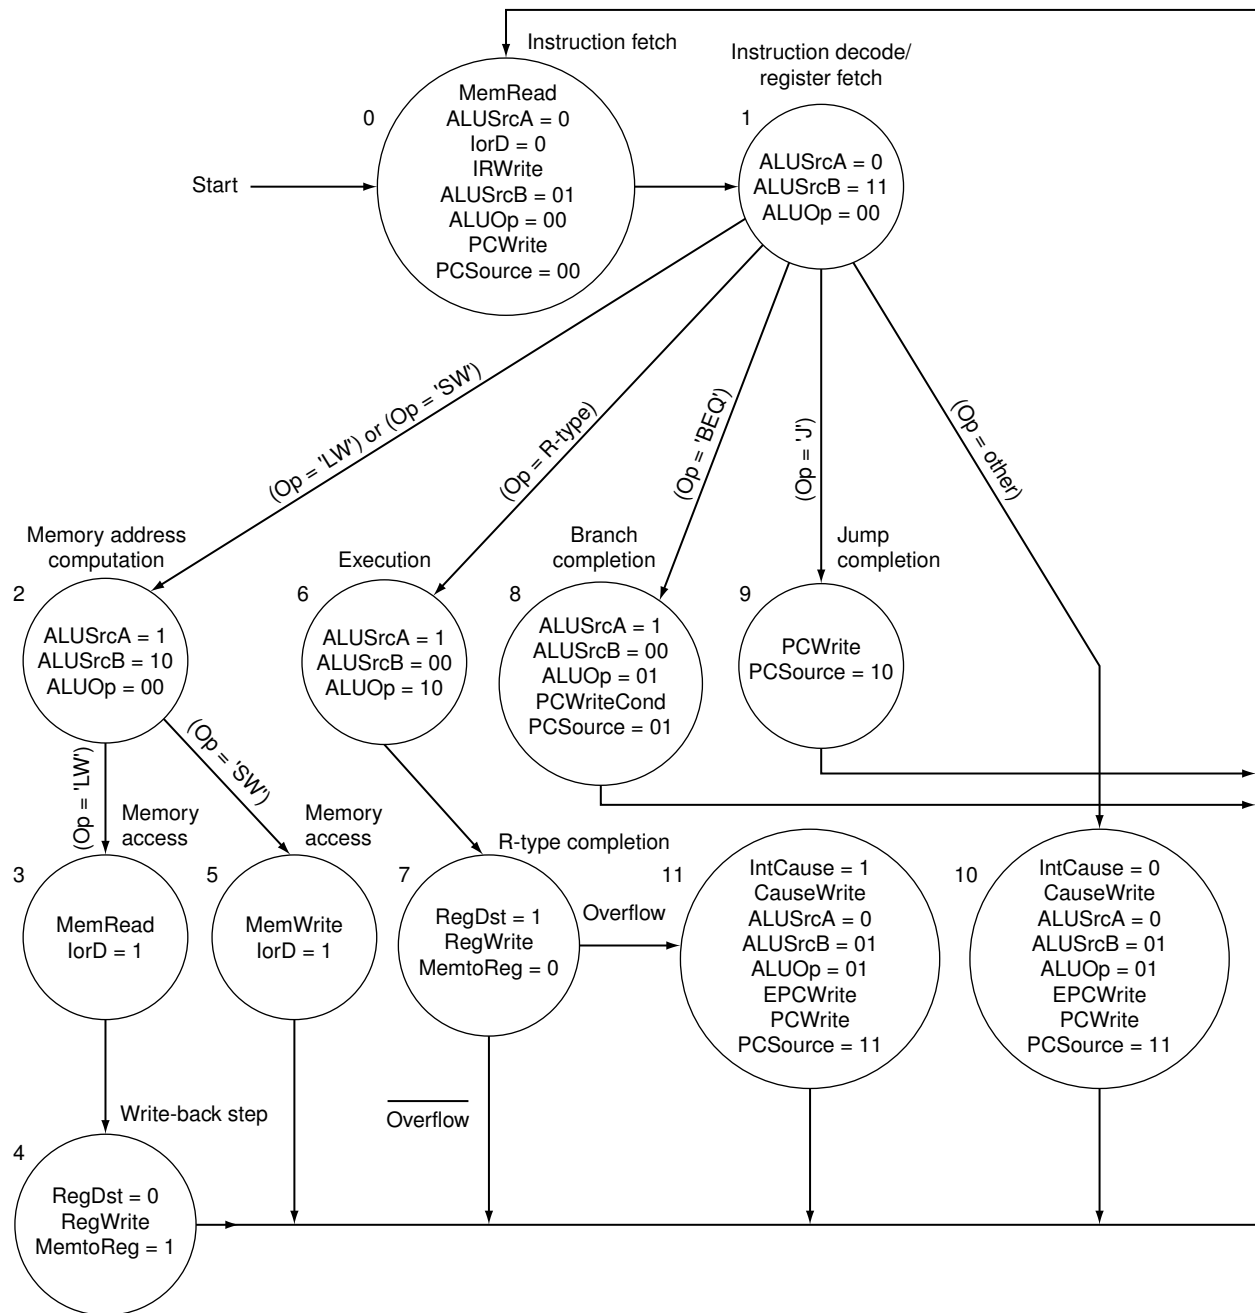 Instruction fetch
Instruction decode/
register fetch
0
MemRead
ALUSrcA = 0
IorD = 0
IRWrite
ALUSrcB = 01
ALUOp = 00
PCWrite
PCSource = 00
1
ALUSrcA = 0
ALUSrcB = 11
ALUOp = 00
Start
(Op = 'LW') or (Op = 'SW')
(Op = R-type)
(Op = 'BEQ')
(Op = 'J')
(Op = other)
Memory address
computation
2
ALUSrcA = 1
ALUSrcB = 10
ALUOp = 00
Execution
6
ALUSrcA = 1
ALUSrcB = 00
ALUOp = 10
Branch
completion
8
ALUSrcA = 1
ALUSrcB = 00
ALUOp = 01
PCWriteCond
PCSource = 01
Jump
completion
9
PCWrite
PCSource = 10
(Op = 'LW')
(Op = 'SW')
Memory
access
3
MemRead
IorD = 1
Memory
access
5
MemWrite
IorD = 1
R-type completion
7
RegDst = 1
RegWrite
MemtoReg = 0
Overflow
11
IntCause = 1
CauseWrite
ALUSrcA = 0
ALUSrcB = 01
ALUOp = 01
EPCWrite
PCWrite
PCSource = 11
10
IntCause = 0
CauseWrite
ALUSrcA = 0
ALUSrcB = 01
ALUOp = 01
EPCWrite
PCWrite
PCSource = 11
Write-back step
Overflow
4
RegDst = 0
RegWrite
MemtoReg = 1